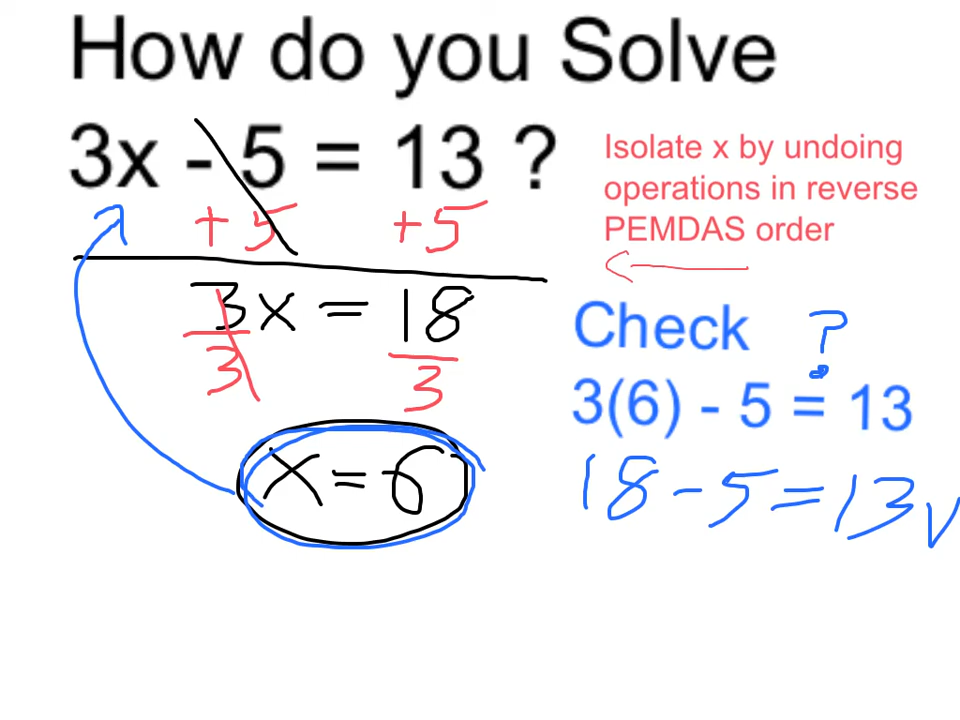 How do you Solve
3x - 5 = 13 ?
+5 +5
3x = 18
3 3
x = 6
Isolate x by undoing
operations in reverse
PEMDAS order
Check
?
3(6) - 5 = 13
18 - 5 = 13 ✓